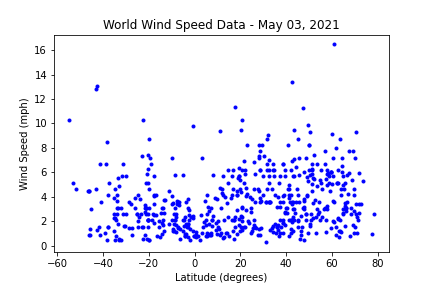 World Wind Speed Data - May 03, 2021
Wind Speed (mph)
16
14
12
10
8
6
4
2
0
−60 −40 −20 0 20 40 60 80
Latitude (degrees)